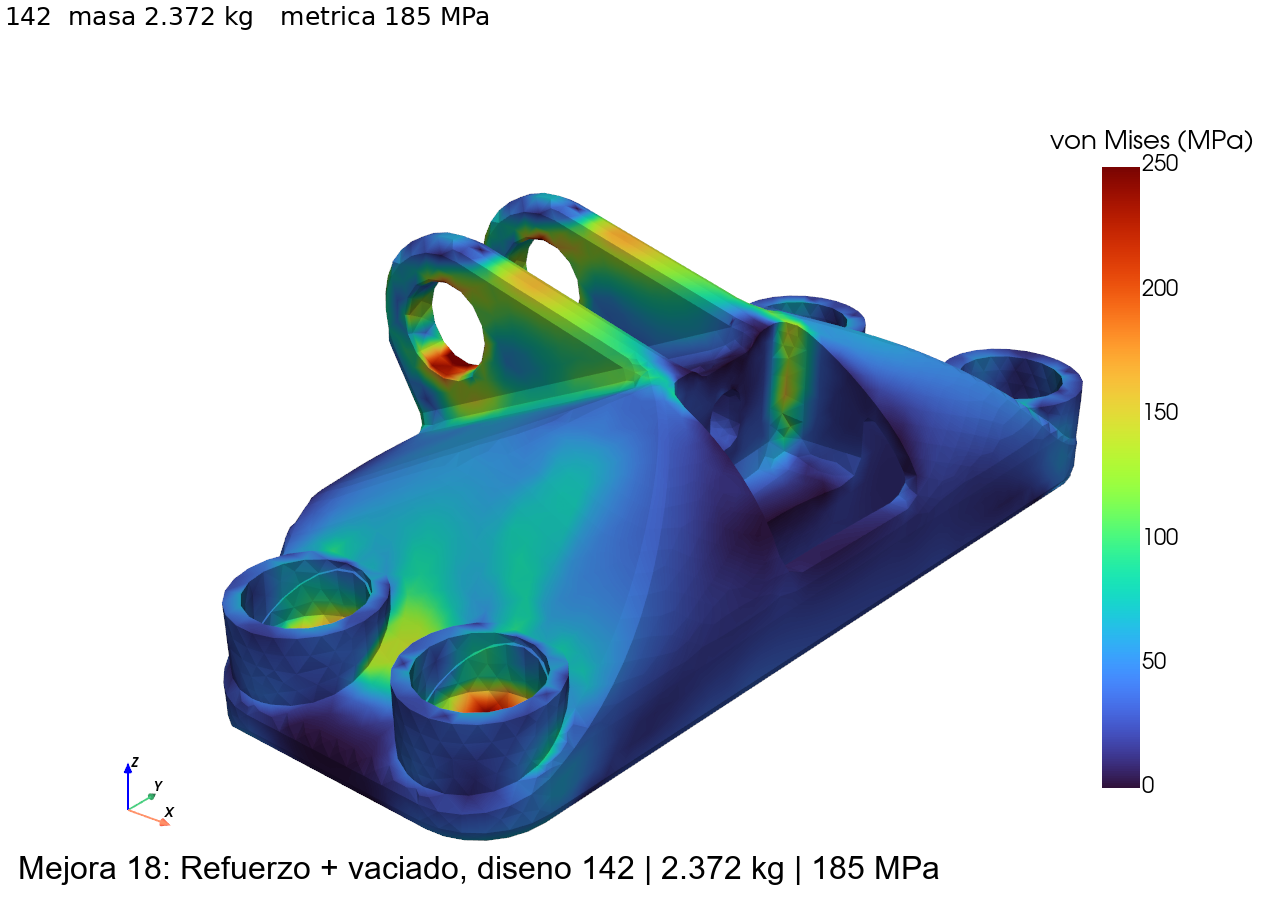 142  masa 2.372 kg   metrica 185 MPa
von Mises (MPa)
250
200
150
100
50
0
Z
Y
X
Mejora 18: Refuerzo + vaciado, diseno 142 | 2.372 kg | 185 MPa